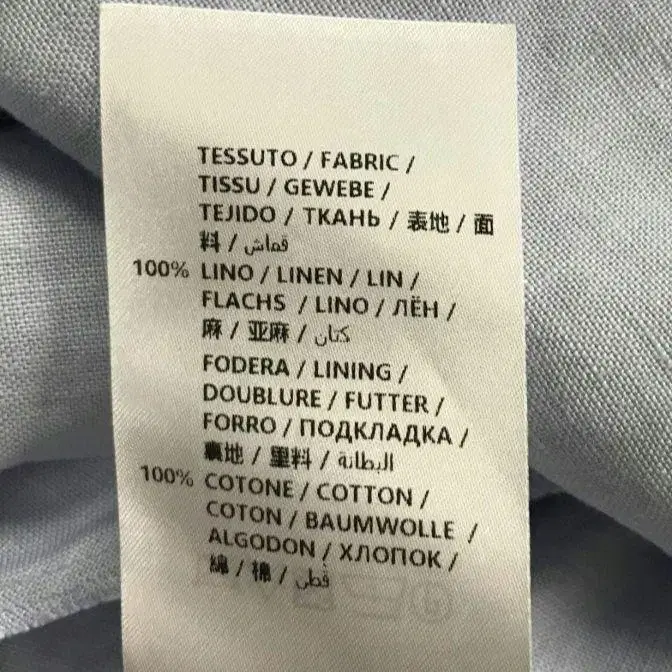 TESSUTO / FABRIC /
TISSU / GEWEBE /
TEJIDO / ТКАНЬ / 表地 / 面
料 / قماش
100% LINO / LINEN / LIN /
FLACHS / LINO / ЛЁН /
麻 / 亚麻 / كتان
FODERA / LINING /
DOUBLURE / FUTTER /
FORRO / ПОДКЛАДКА /
裏地 / 里料 / البطانة
100% COTONE / COTTON /
COTON / BAUMWOLLE /
ALGODON / ХЛОПОК /
綿 / 棉 / قطن